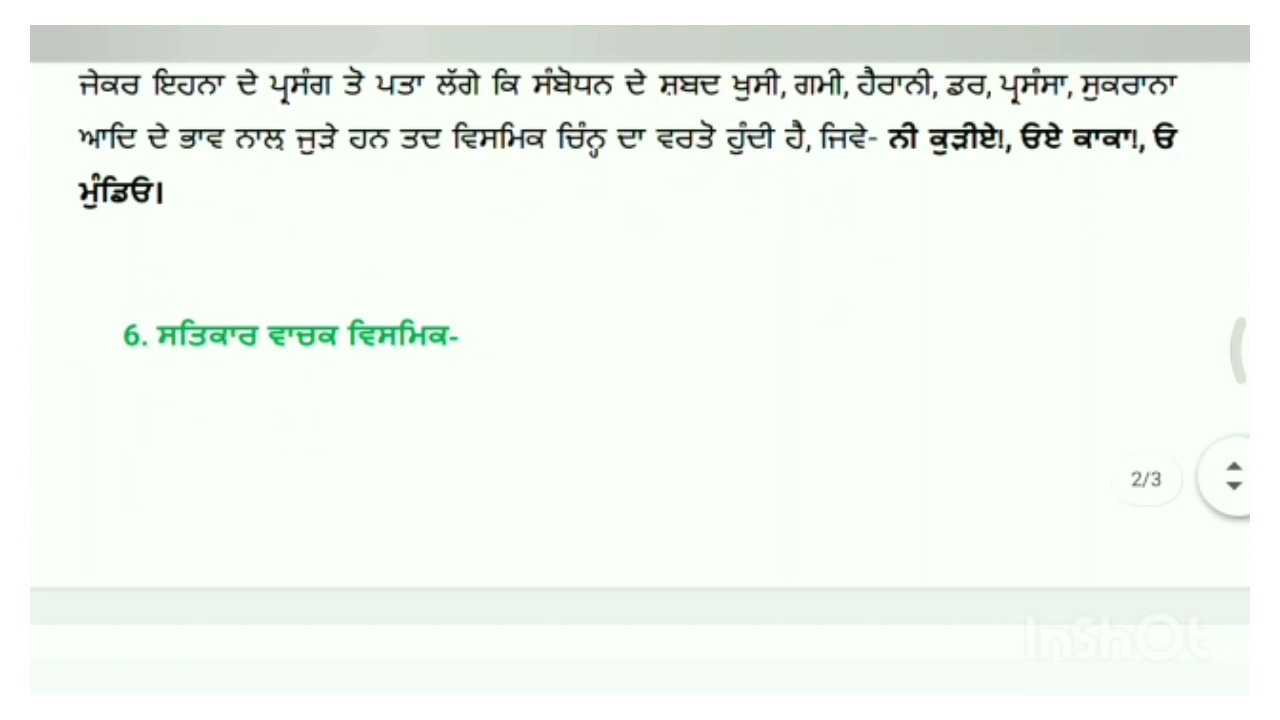 ਜੇਕਰ ਇਹਨਾ ਦੇ ਪ੍ਰਸੰਗ ਤੋ ਪਤਾ ਲੱਗੇ ਕਿ ਸੰਬੋਧਨ ਦੇ ਸ਼ਬਦ ਖੁਸੀ, ਗਮੀ, ਹੈਰਾਨੀ, ਡਰ, ਪ੍ਰਸੰਸਾ, ਸੁਕਰਾਨਾ
ਆਦਿ ਦੇ ਭਾਵ ਨਾਲ਼ ਜੁੜੇ ਹਨ ਤਦ ਵਿਸਮਿਕ ਚਿੰਨ੍ਹ ਦਾ ਵਰਤੋ ਹੁੰਦੀ ਹੈ, ਜਿਵੇ- ਨੀ ਕੁੜੀਏ!, ਓਏ ਕਾਕਾ!, ਓ
ਮੁੰਡਿਓ।
6. ਸਤਿਕਾਰ ਵਾਚਕ ਵਿਸਮਿਕ-
2/3
InShOt